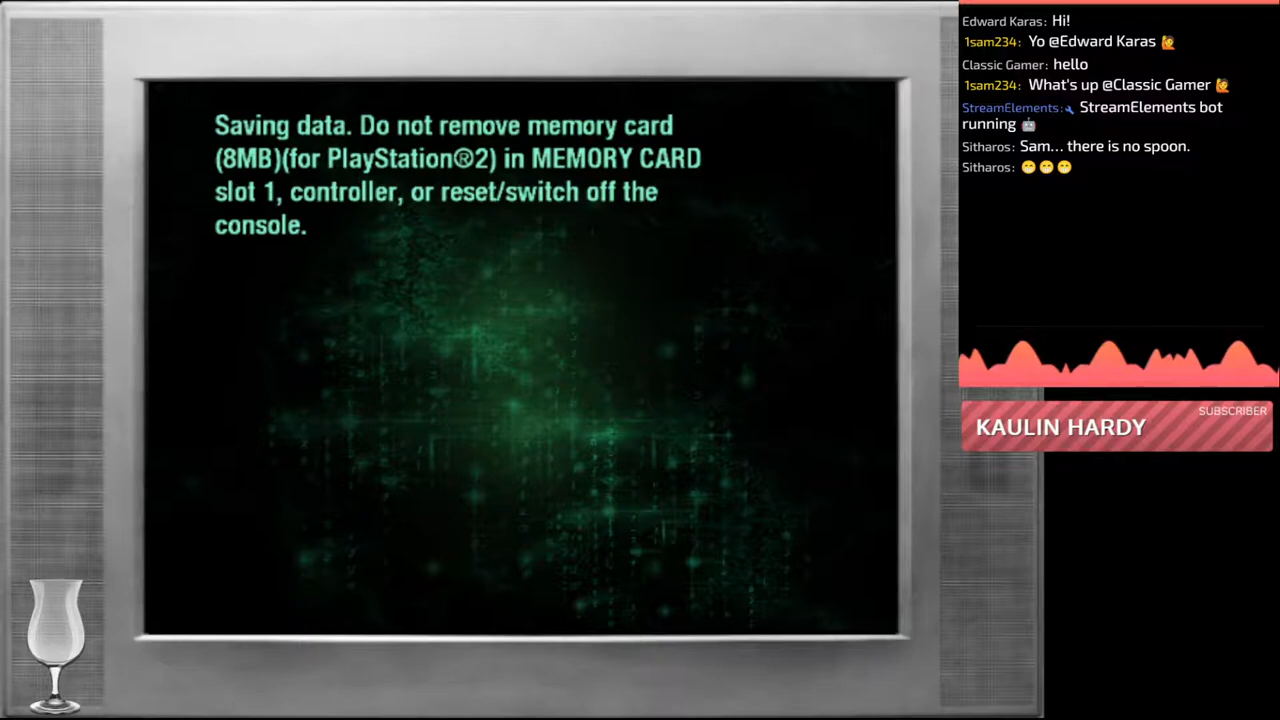 Saving data. Do not remove memory card
(8MB)(for PlayStation®2) in MEMORY CARD
slot 1, controller, or reset/switch off the
console.
Edward Karas: Hi!
1sam234: Yo @Edward Karas 🙋
Classic Gamer: hello
1sam234: What's up @Classic Gamer 🙋
StreamElements: StreamElements bot
running 🤖
Sitharos: Sam... there is no spoon.
Sitharos: 😁😁😁
SUBSCRIBER
KAULIN HARDY